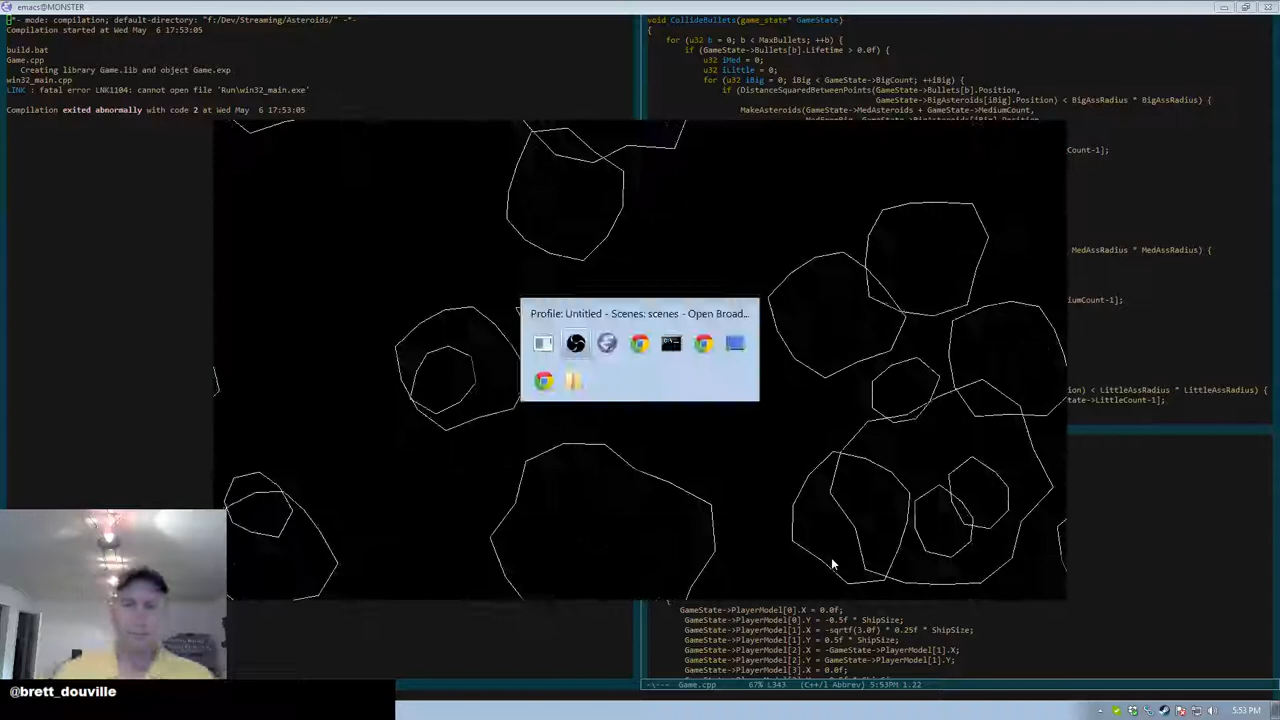 emacs@MONSTER
-*- mode: compilation; default-directory: "f:/Dev/Streaming/Asteroids/" -*-
Compilation started at Wed May  6 17:53:05
build.bat
Game.cpp
   Creating library Game.lib and object Game.exp
win32_main.cpp
LINK : fatal error LNK1104: cannot open file 'Run\win32_main.exe'
Compilation exited abnormally with code 2 at Wed May  6 17:53:05
void CollideBullets(game_state* GameState)
{
for (u32 b = 0; b < MaxBullets; ++b) {
if (GameState->Bullets[b].Lifetime > 0.0f) {
u32 iMed = 0;
u32 iLittle = 0;
for (u32 iBig = 0; iBig < GameState->BigCount; ++iBig) {
if (DistanceSquaredBetweenPoints(GameState->Bullets[b].Position,
GameState->BigAsteroids[iBig].Position) < BigAssRadius * BigAssRadius) {
MakeAsteroids(GameState->MedAsteroids + GameState->MediumCount,
Count-1];
MedAssRadius * MedAssRadius) {
iumCount-1];
ion) < LittleAssRadius * LittleAssRadius) {
tate->LittleCount-1];
Profile: Untitled - Scenes: scenes - Open Broad...
{
GameState->PlayerModel[0].X = 0.0f;
GameState->PlayerModel[0].Y = -0.5f * ShipSize;
GameState->PlayerModel[1].X = -sqrtf(3.0f) * 0.25f * ShipSize;
GameState->PlayerModel[1].Y = 0.5f * ShipSize;
GameState->PlayerModel[2].X = -GameState->PlayerModel[1].X;
GameState->PlayerModel[2].Y = GameState->PlayerModel[1].Y;
GameState->PlayerModel[3].X = 0.0f;
-\--- Game.cpp 67% L343 (C++/l Abbrev) 5:53PM 1.22
@brett_douville
5:53 PM